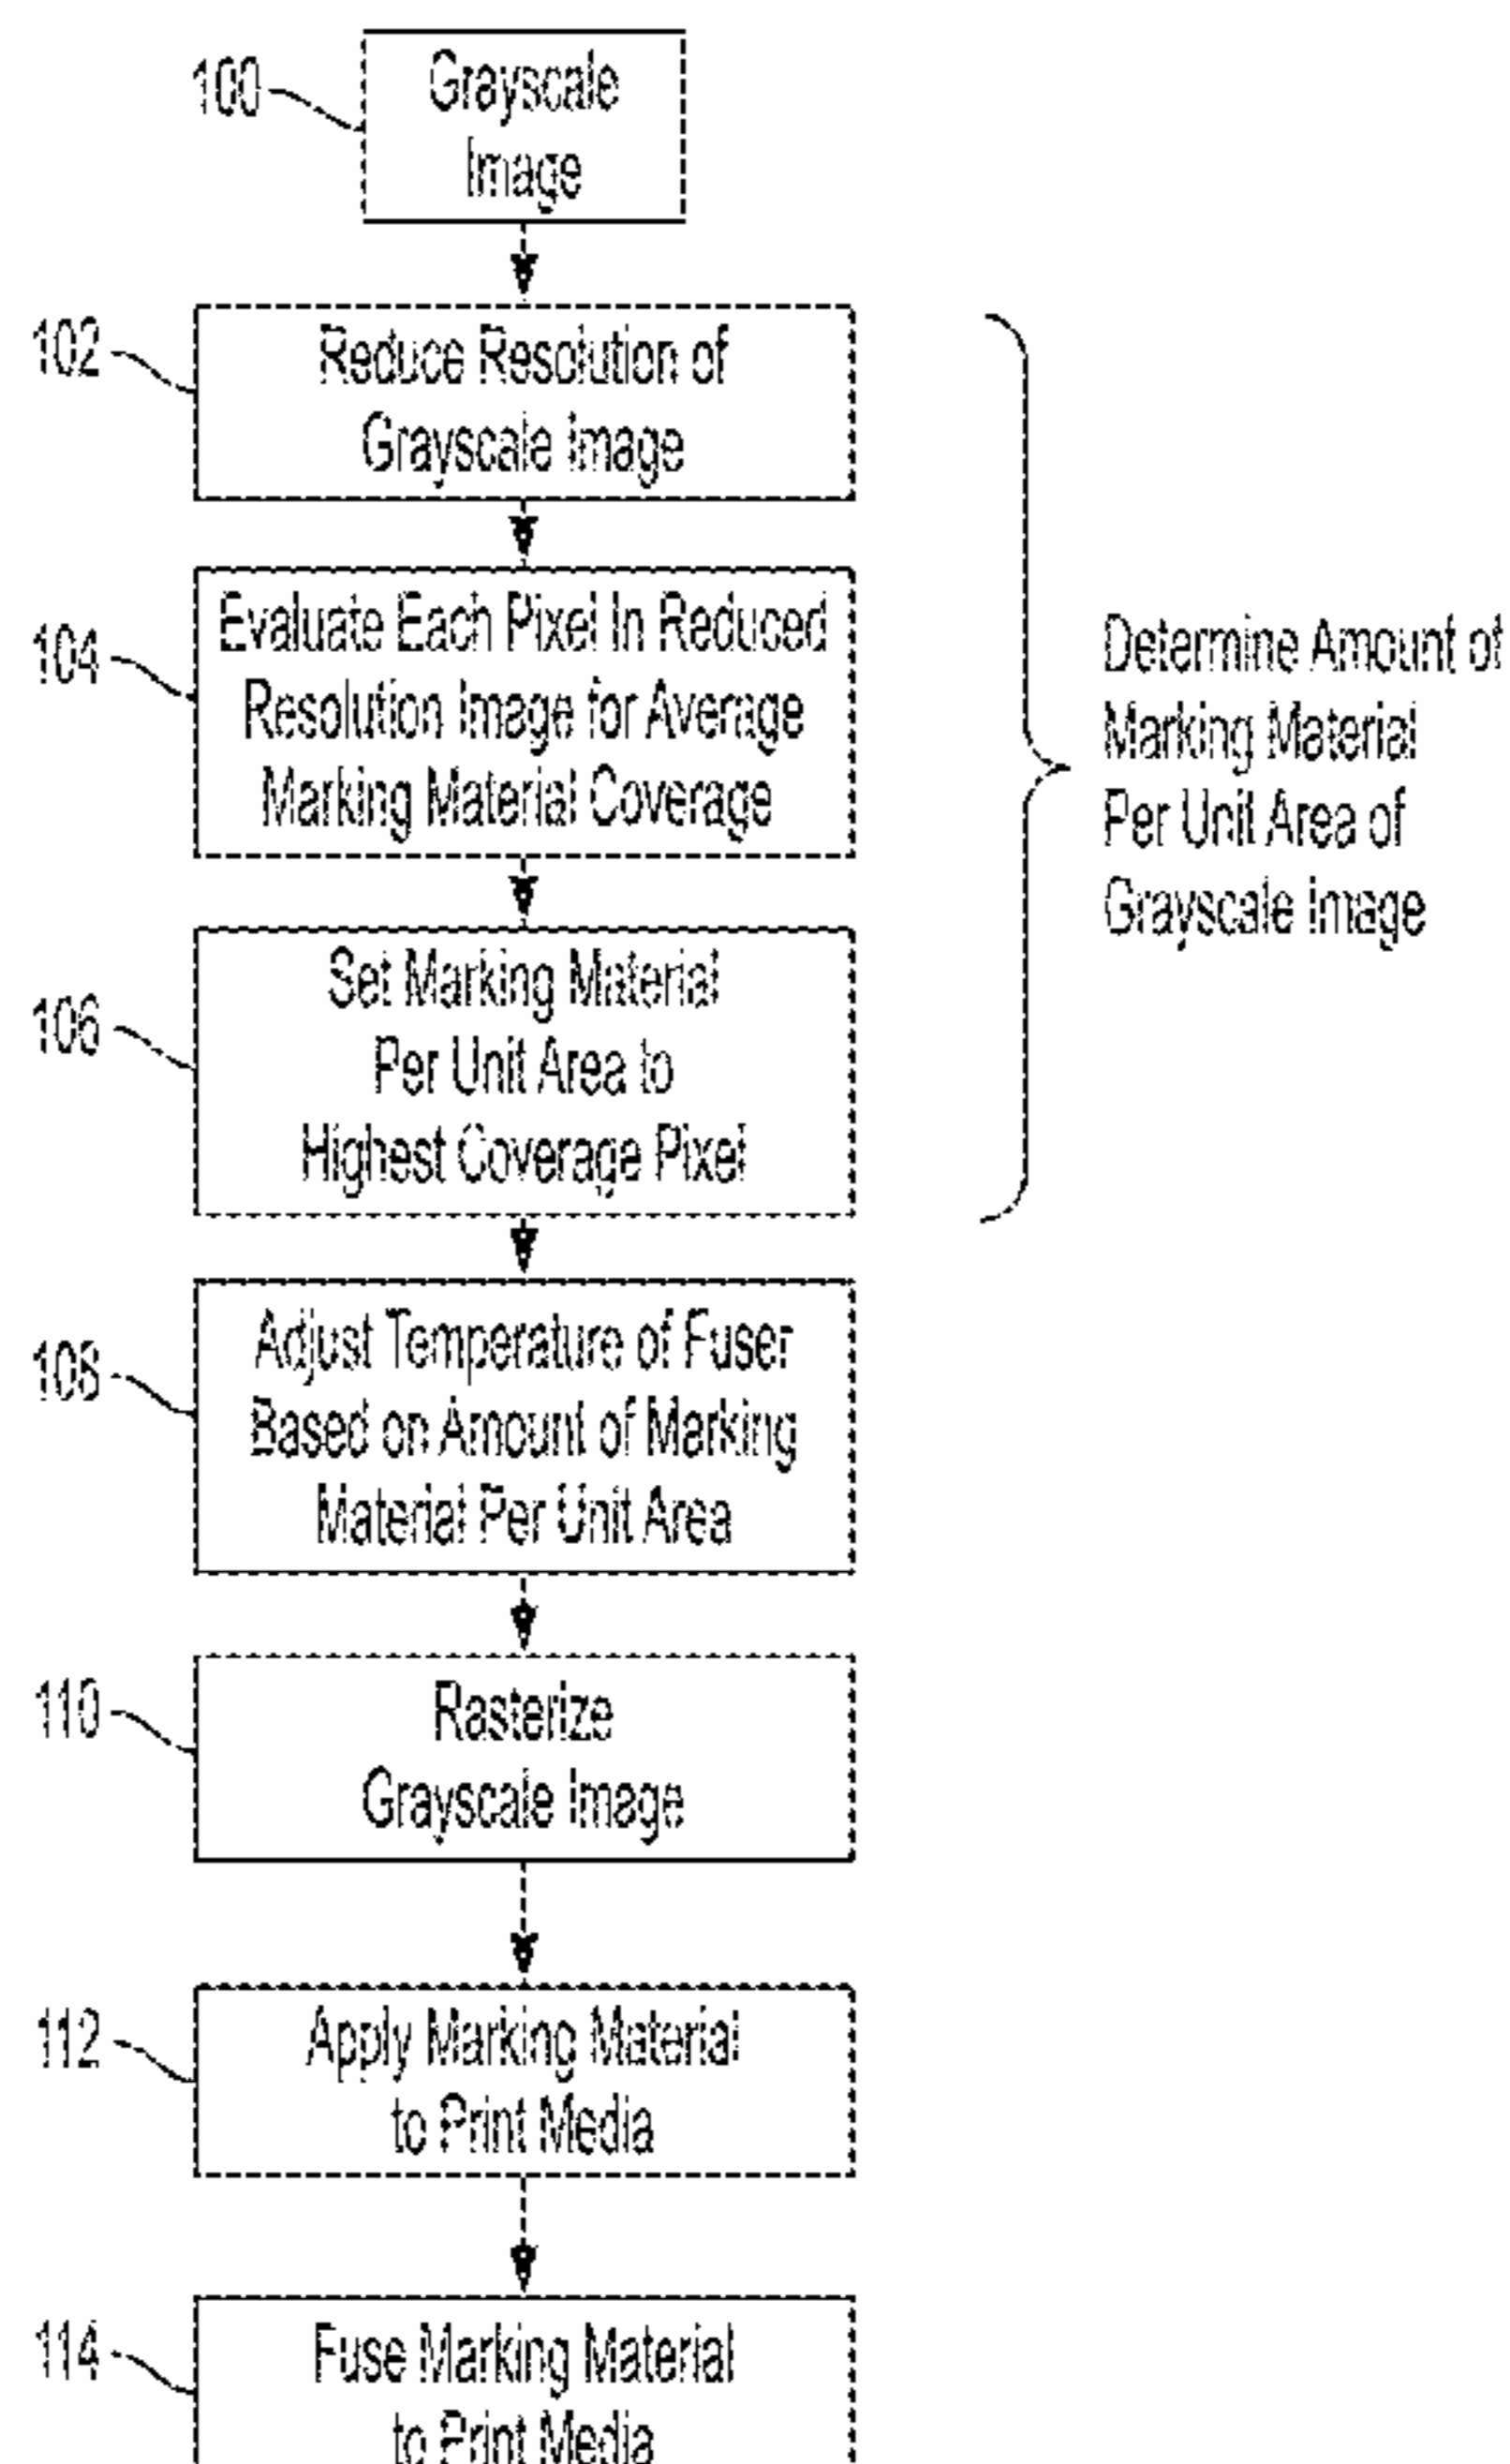 100
Grayscale
Image
102
Reduce Resolution of
Grayscale Image
104
Evaluate Each Pixel In Reduced
Resolution Image for Average
Marking Material Coverage
Determine Amount of
Marking Material
Per Unit Area of
Grayscale Image
106
Set Marking Material
Per Unit Area to
Highest Coverage Pixel
108
Adjust Temperature of Fuser
Based on Amount of Marking
Material Per Unit Area
110
Rasterize
Grayscale Image
112
Apply Marking Material
to Print Media
114
Fuse Marking Material
to Print Media